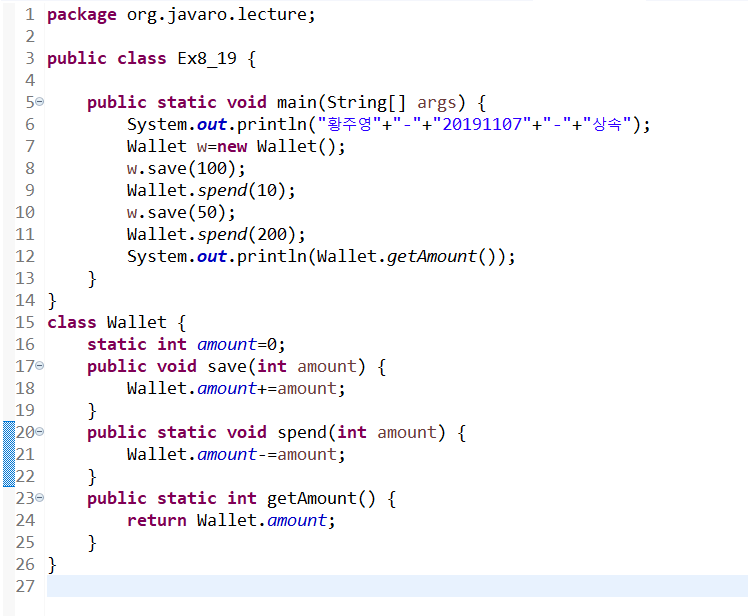 1 package org.javaro.lecture;
2
3 public class Ex8_19 {
4
5 public static void main(String[] args) {
6 System.out.println("황주영"+"-"+"20191107"+"-"+"상속");
7 Wallet w=new Wallet();
8 w.save(100);
9 Wallet.spend(10);
10 w.save(50);
11 Wallet.spend(200);
12 System.out.println(Wallet.getAmount());
13 }
14 }
15 class Wallet {
16 static int amount=0;
17 public void save(int amount) {
18 Wallet.amount+=amount;
19 }
20 public static void spend(int amount) {
21 Wallet.amount-=amount;
22 }
23 public static int getAmount() {
24 return Wallet.amount;
25 }
26 }
27